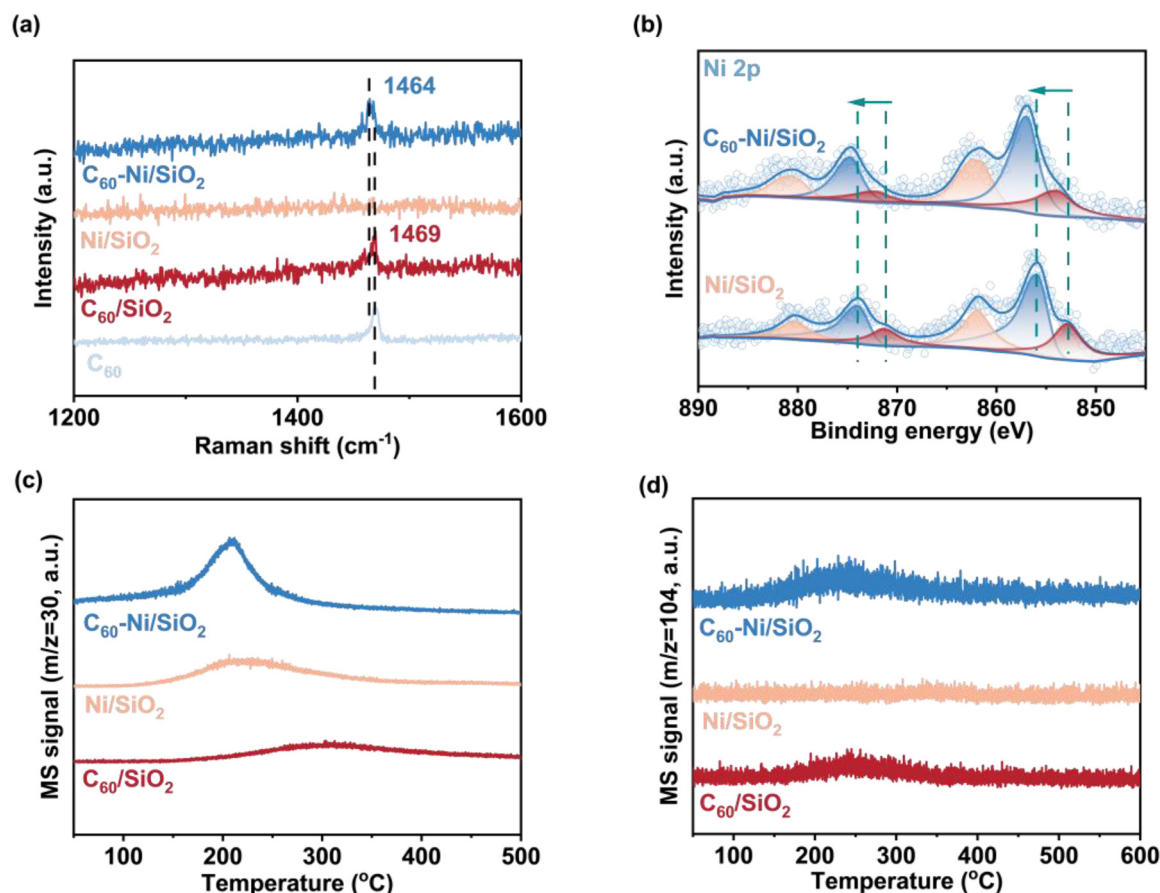 (a)
Intensity (a.u.)
1464
C₆₀-Ni/SiO₂
Ni/SiO₂
1469
C₆₀/SiO₂
C₆₀
1200 1400 1600
Raman shift (cm⁻¹)
(b)
Intensity (a.u.)
Ni 2p
C₆₀-Ni/SiO₂
Ni/SiO₂
890 880 870 860 850
Binding energy (eV)
(c)
MS signal (m/z=30, a.u.)
C₆₀-Ni/SiO₂
Ni/SiO₂
C₆₀/SiO₂
100 200 300 400 500
Temperature (°C)
(d)
MS signal (m/z=104, a.u.)
C₆₀-Ni/SiO₂
Ni/SiO₂
C₆₀/SiO₂
100 200 300 400 500 600
Temperature (°C)